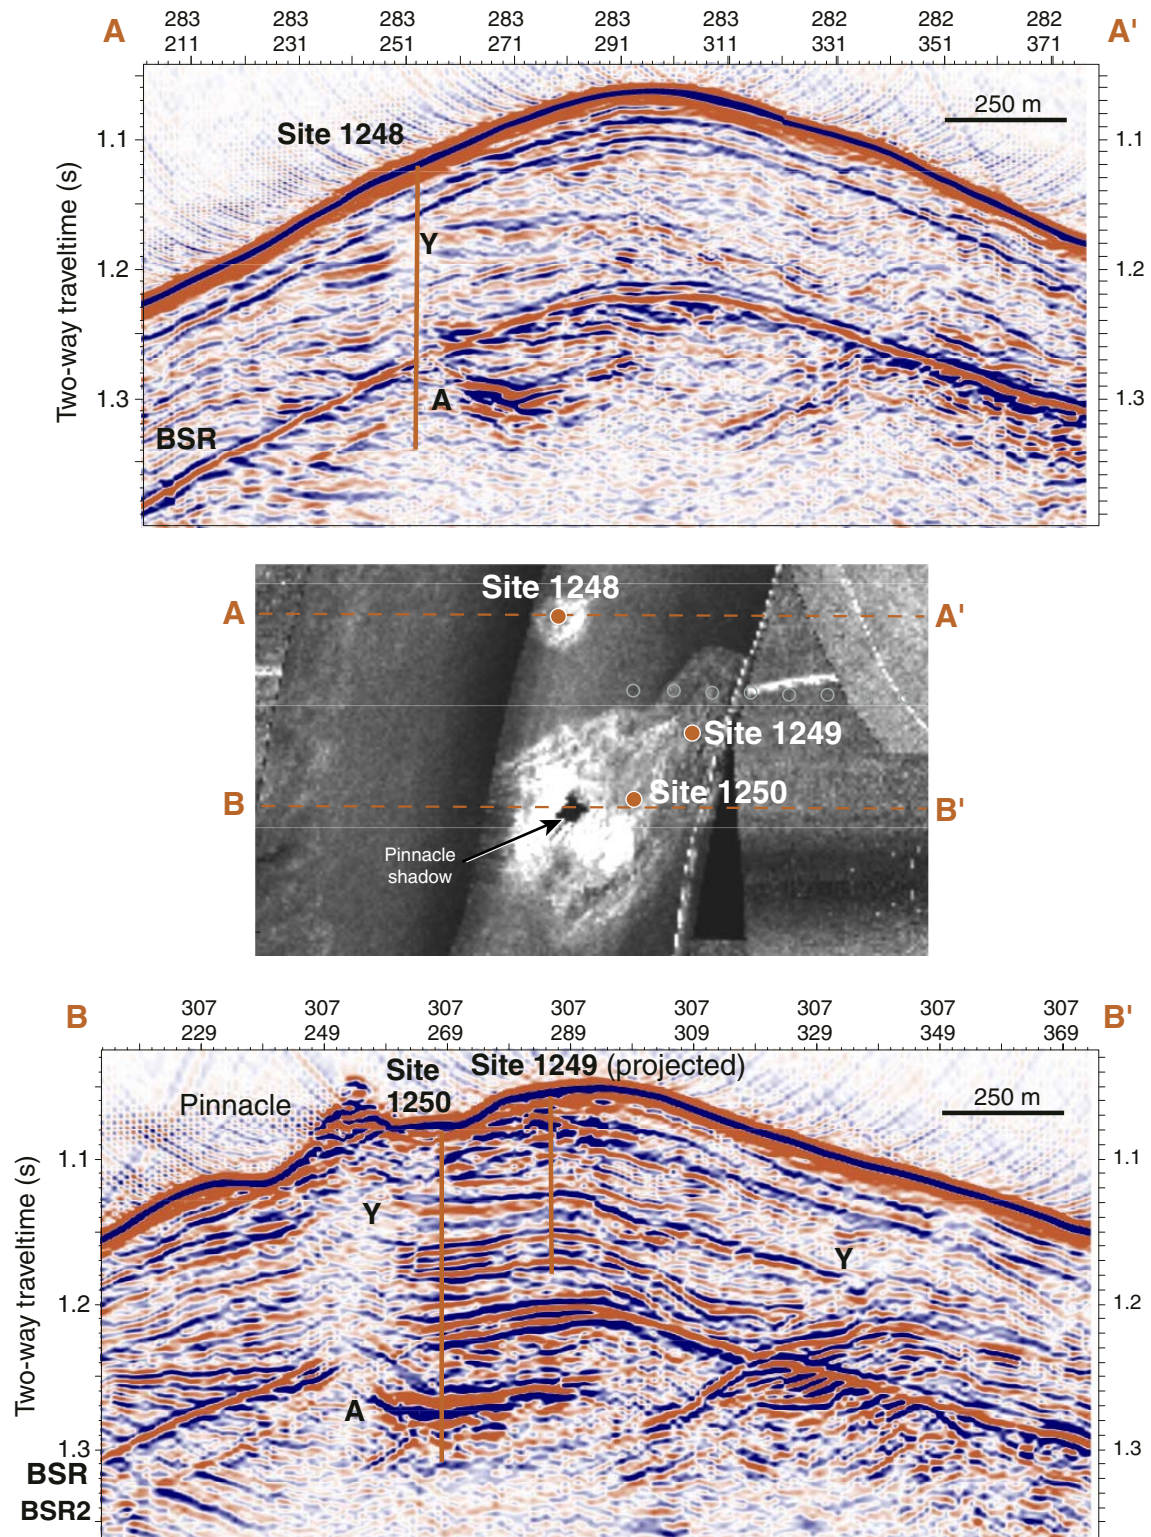 A
283 283 283 283 283 283 282 282 282
211 231 251 271 291 311 331 351 371
A'
250 m
Site 1248
1.1
1.1
Two-way traveltime (s)
Y
1.2
1.2
A
1.3
1.3
BSR
Site 1248
A
A'
Site 1249
Site 1250
B
B'
Pinnacle
shadow
B
307 307 307 307 307 307 307 307
229 249 269 289 309 329 349 369
B'
Site 1249 (projected)
Site
1250
Pinnacle
250 m
1.1
1.1
Two-way traveltime (s)
Y
Y
1.2
1.2
A
1.3
1.3
BSR
BSR2